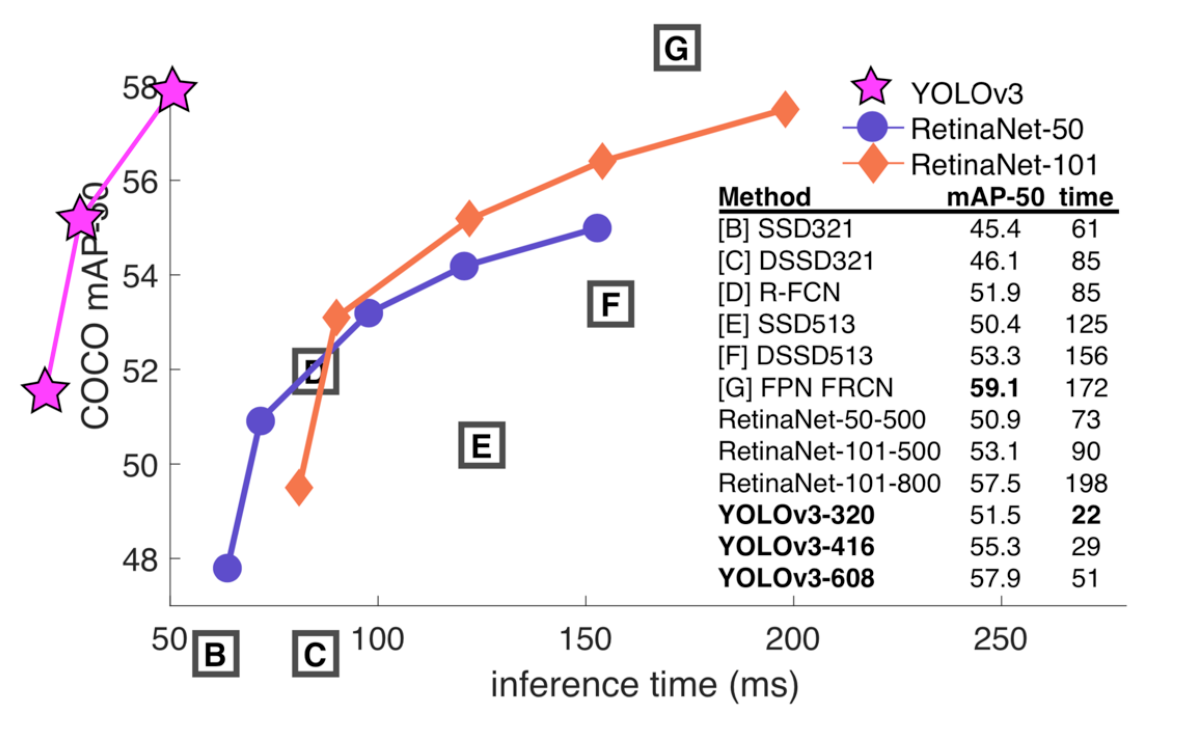 G
58
YOLOv3
RetinaNet-50
RetinaNet-101
56
COCO mAP-50
Method mAP-50 time
[B] SSD321 45.4 61
[C] DSSD321 46.1 85
[D] R-FCN 51.9 85
[E] SSD513 50.4 125
[F] DSSD513 53.3 156
[G] FPN FRCN 59.1 172
RetinaNet-50-500 50.9 73
RetinaNet-101-500 53.1 90
RetinaNet-101-800 57.5 198
YOLOv3-320 51.5 22
YOLOv3-416 55.3 29
YOLOv3-608 57.9 51
54
F
52
D
E
50
48
50 100 150 200 250
B C
inference time (ms)